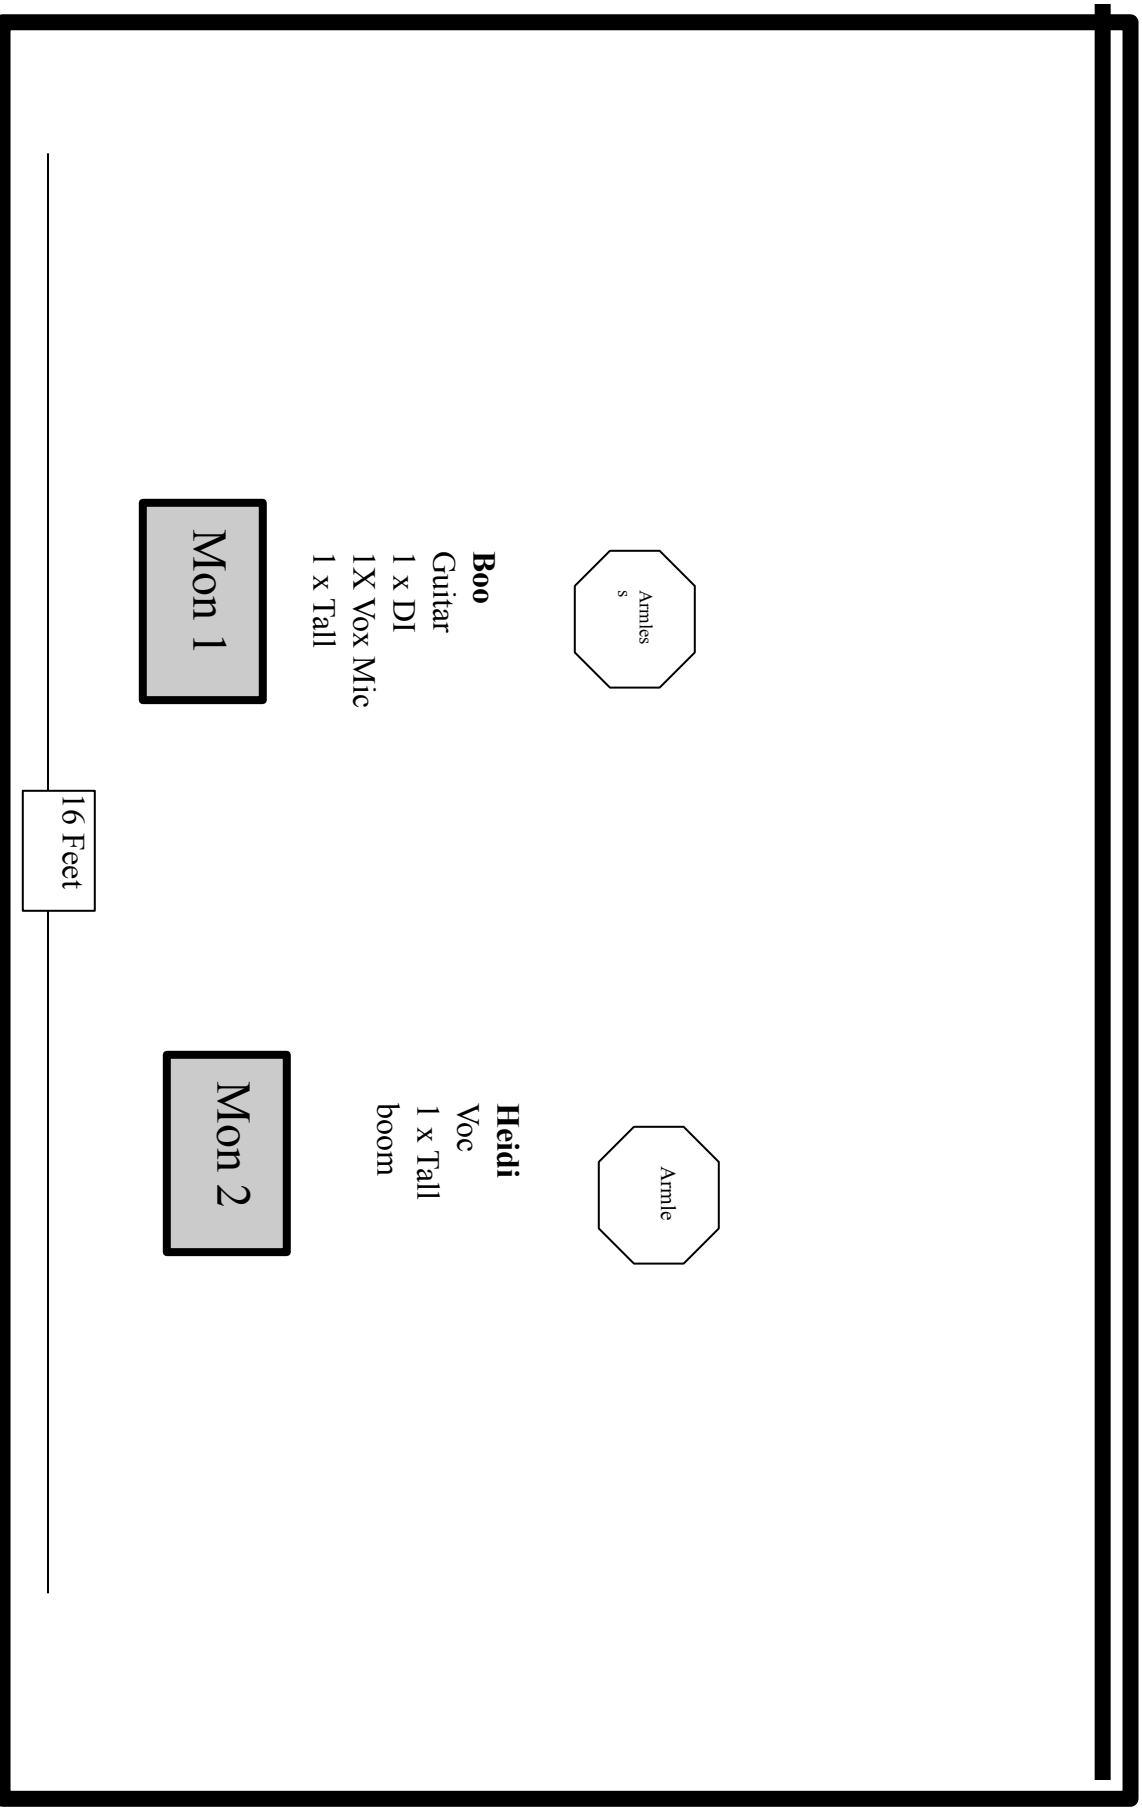 Armles
s
Armle
Boo
Guitar
1 x DI
1X Vox Mic
1 x Tall
Heidi
Voc
1 x Tall
boom
Mon 1
Mon 2
16 Feet